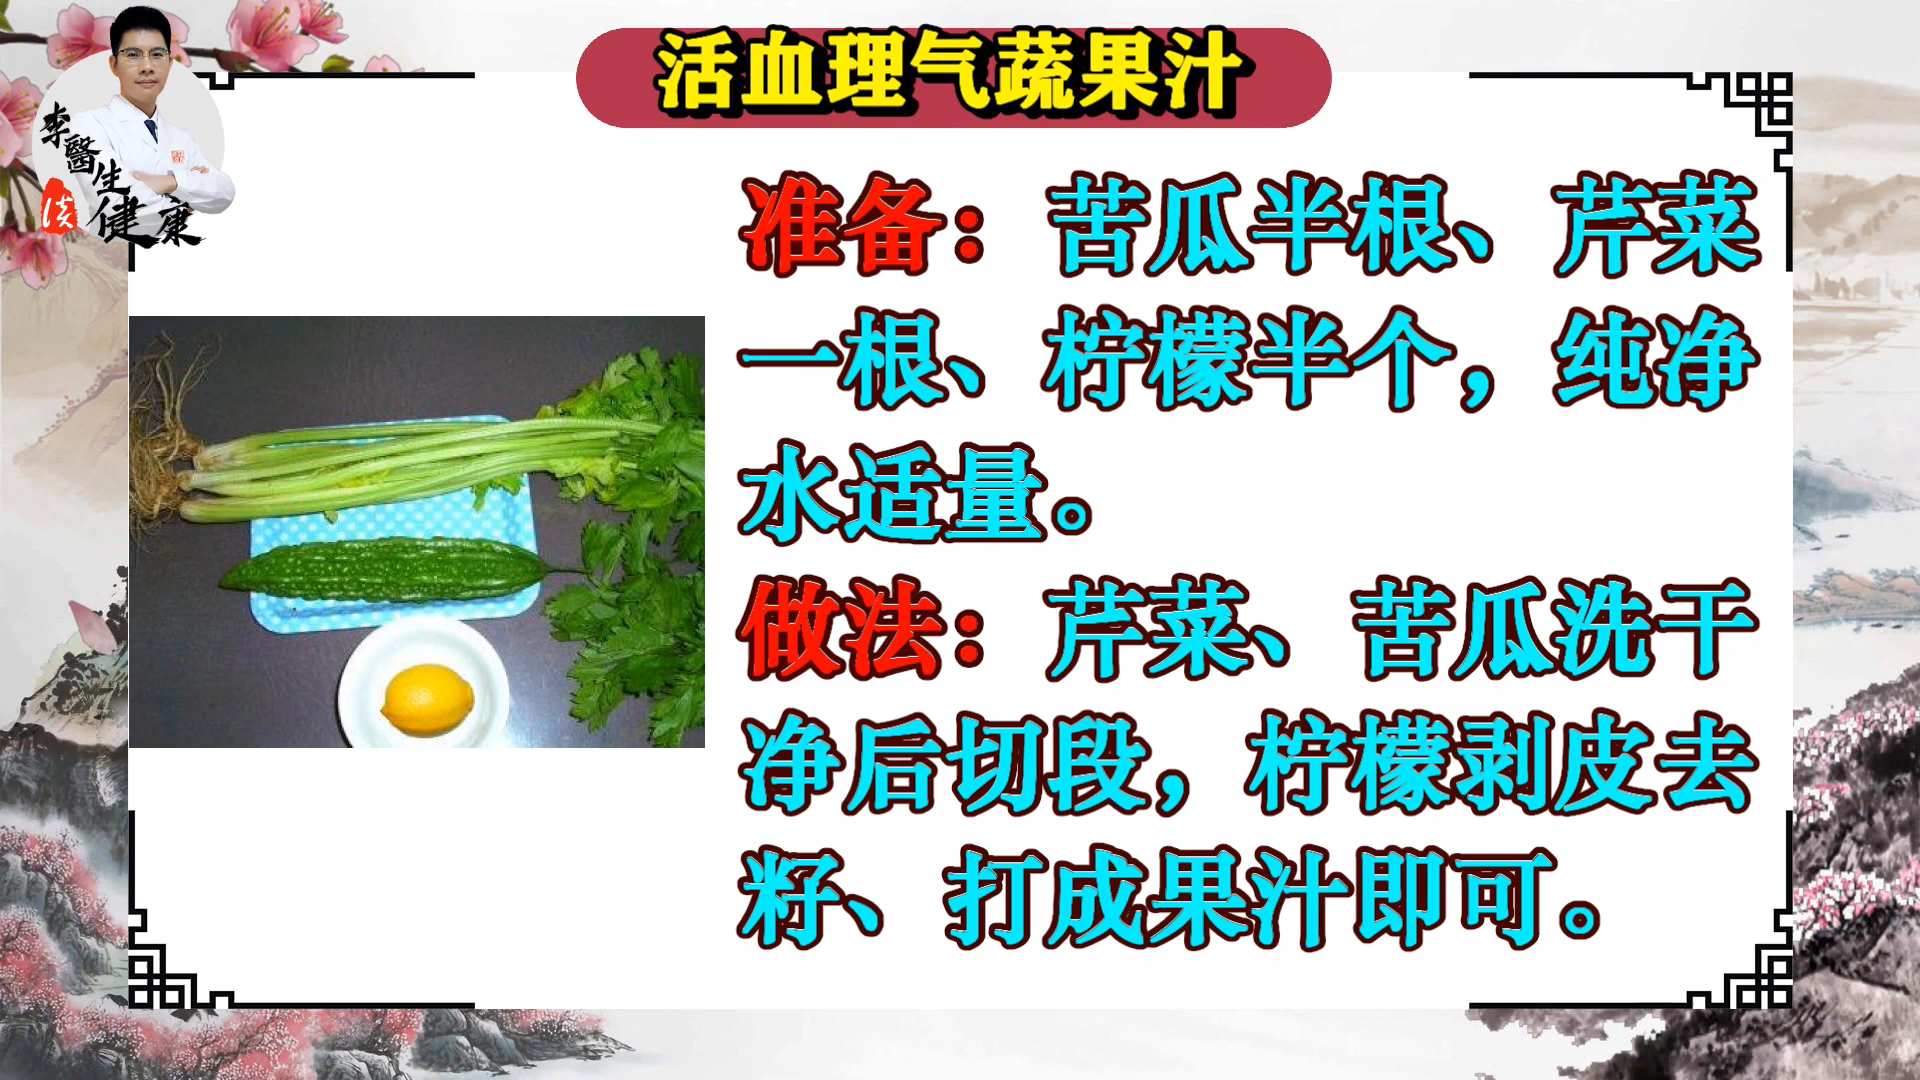 活血理气蔬果汁
李醫生
谈
健康
准备：苦瓜半根、芹菜
一根、柠檬半个，纯净
水适量。
做法：芹菜、苦瓜洗干
净后切段，柠檬剥皮去
籽、打成果汁即可。